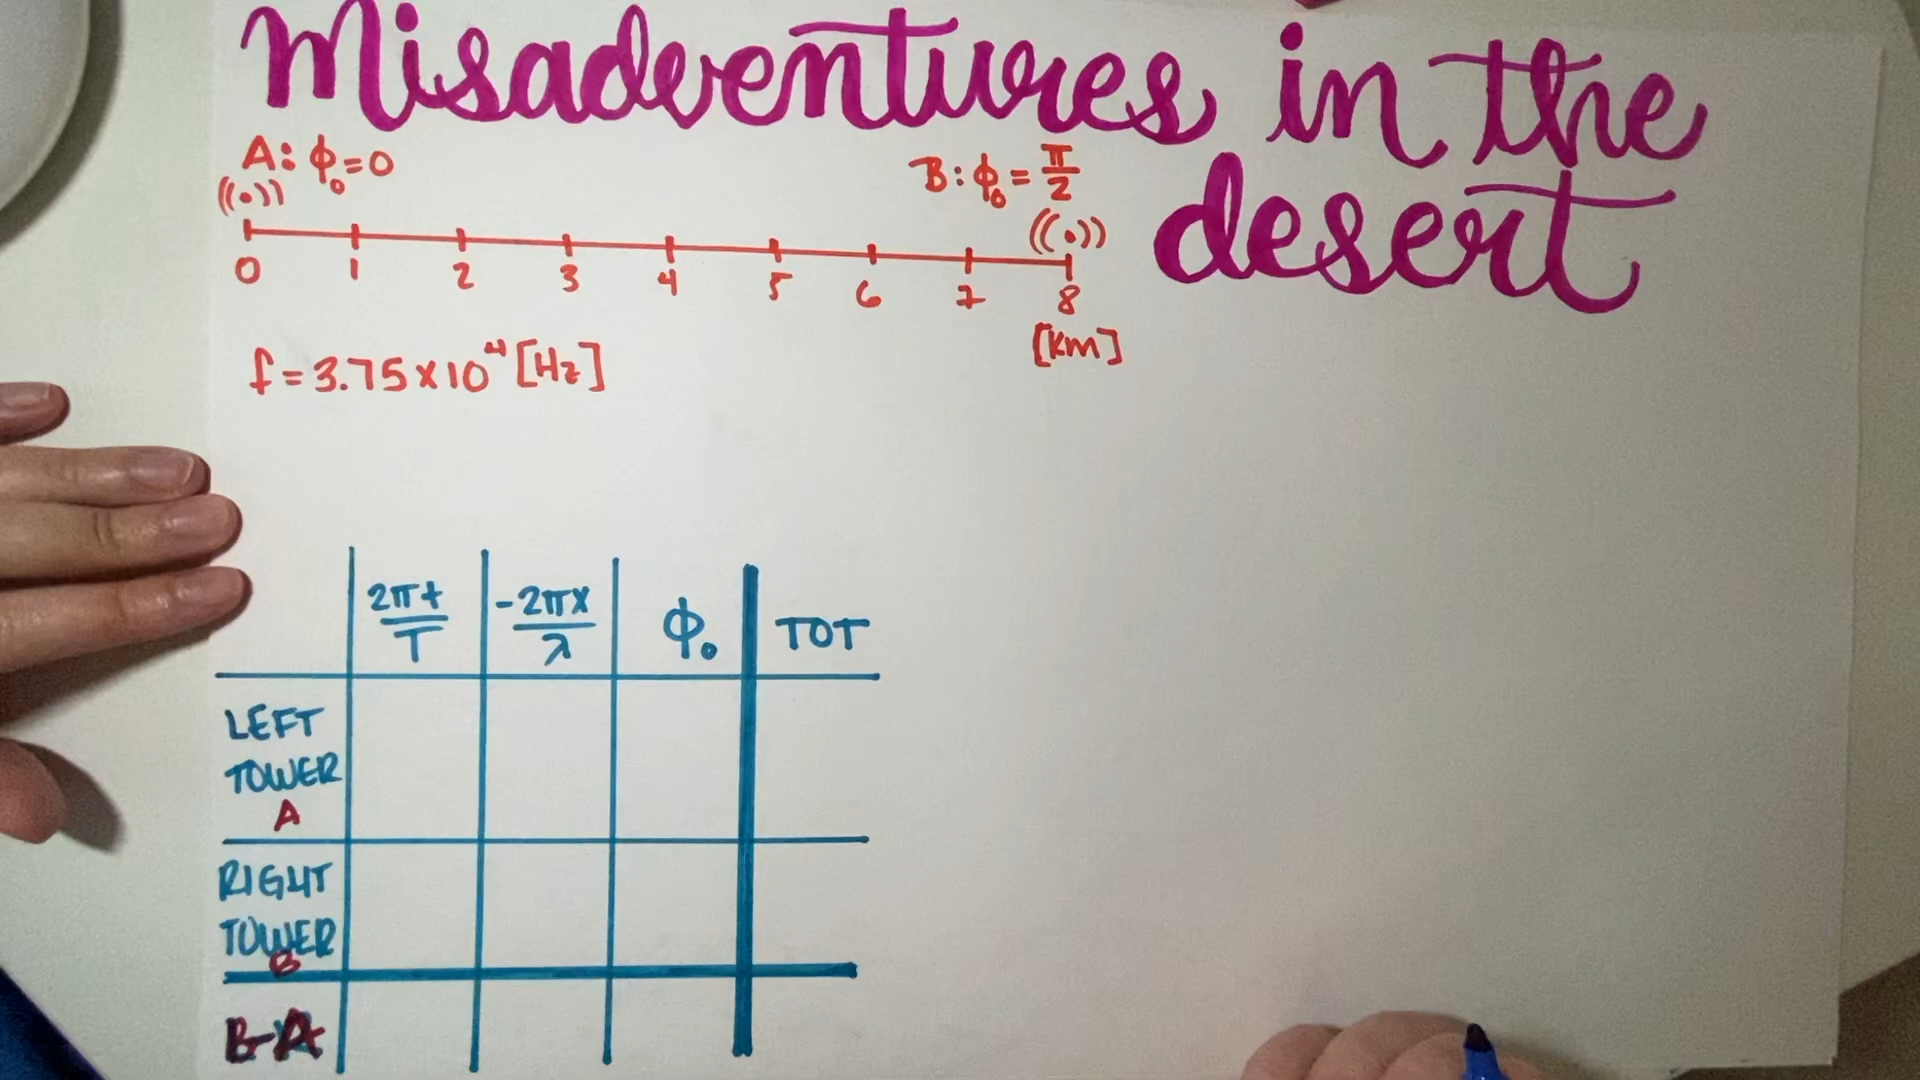 Misadventures in the
desert
A: ϕ₀=0
B: ϕ₀ = π/2
((•))
((•))
0 1 2 3 4 5 6 7 8
[km]
f = 3.75 x 10⁴ [Hz]
2πt/T -2πx/λ ϕ₀ TOT
LEFT
TOWER
A
RIGHT
TOWER
B
B-A